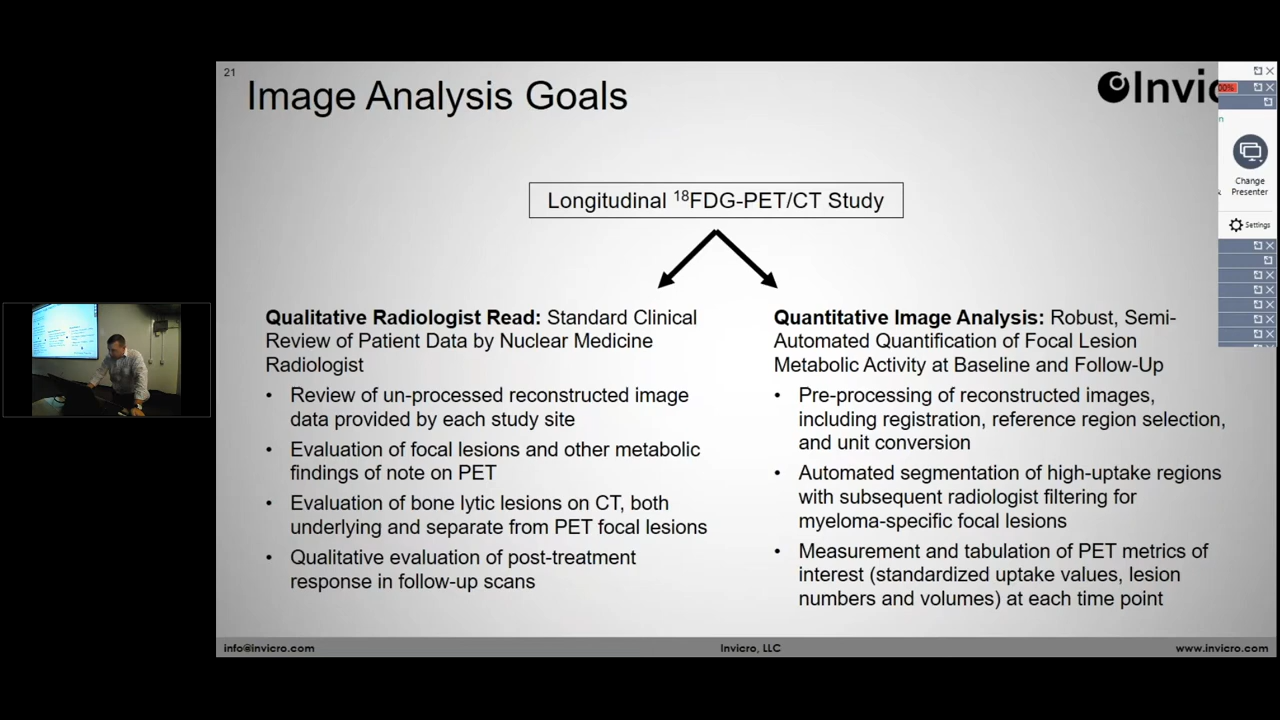 21
Image Analysis Goals
Invic
00%
n
Change
Presenter
Settings
Longitudinal ¹⁸FDG-PET/CT Study
Qualitative Radiologist Read: Standard Clinical
Review of Patient Data by Nuclear Medicine
Radiologist
• Review of un-processed reconstructed image
data provided by each study site
• Evaluation of focal lesions and other metabolic
findings of note on PET
• Evaluation of bone lytic lesions on CT, both
underlying and separate from PET focal lesions
• Qualitative evaluation of post-treatment
response in follow-up scans
Quantitative Image Analysis: Robust, Semi-
Automated Quantification of Focal Lesion
Metabolic Activity at Baseline and Follow-Up
• Pre-processing of reconstructed images,
including registration, reference region selection,
and unit conversion
• Automated segmentation of high-uptake regions
with subsequent radiologist filtering for
myeloma-specific focal lesions
• Measurement and tabulation of PET metrics of
interest (standardized uptake values, lesion
numbers and volumes) at each time point
info@invicro.com
Invicro, LLC
www.invicro.com